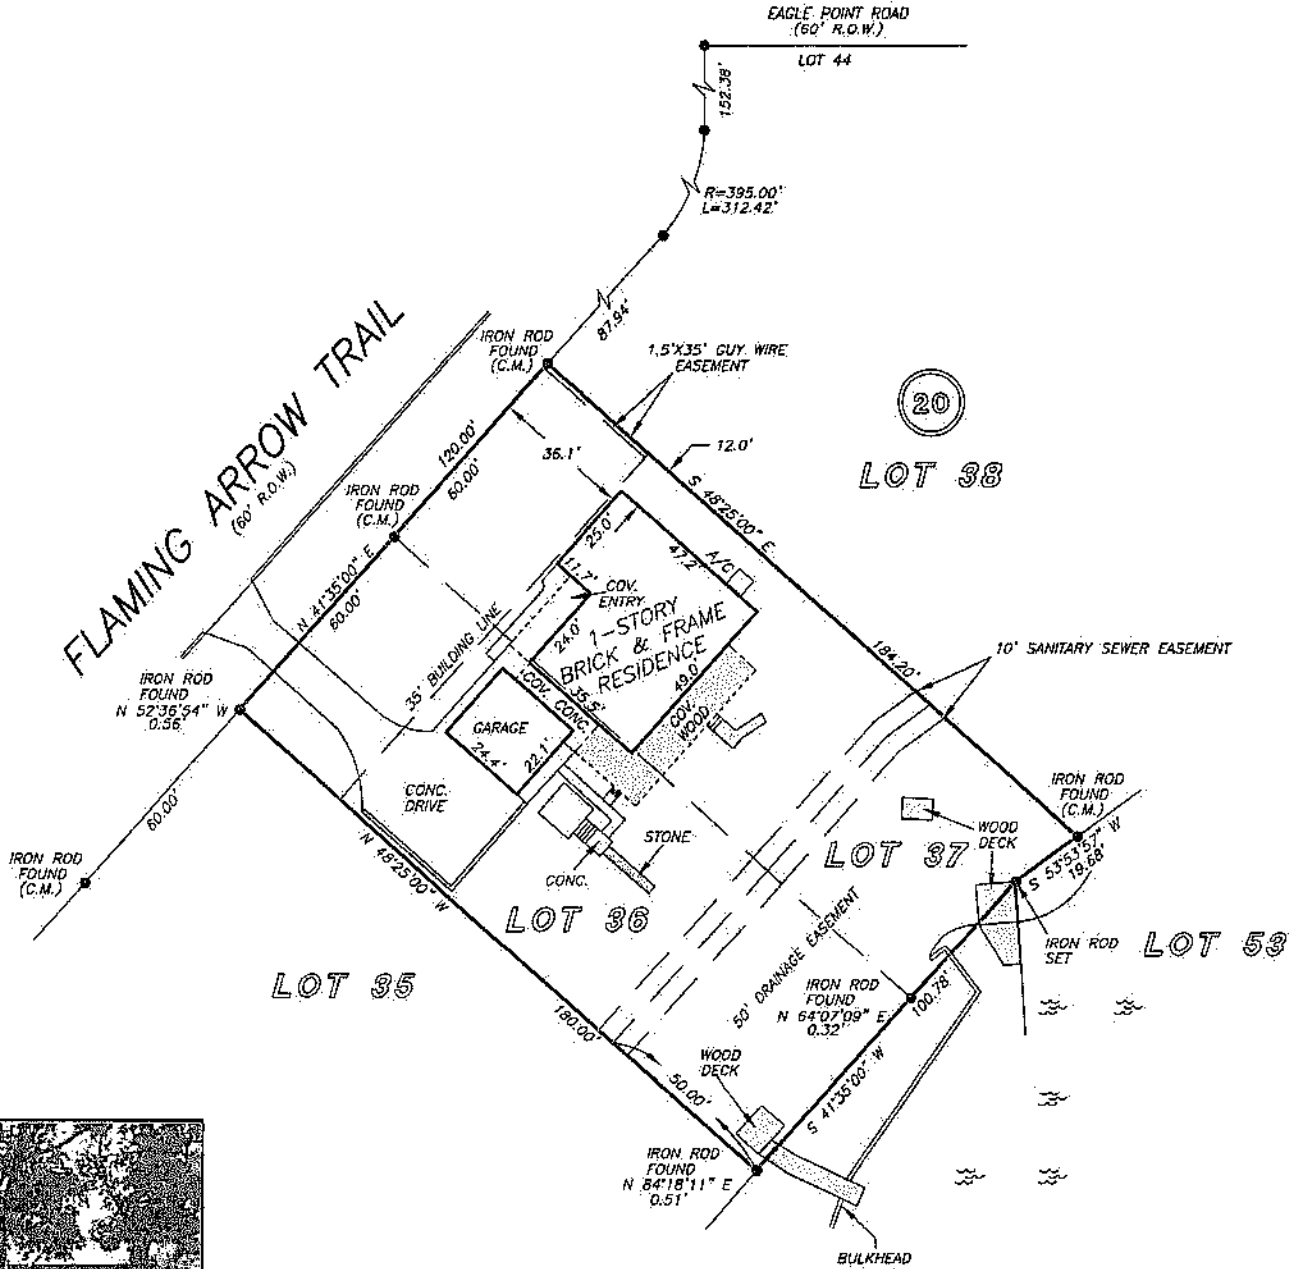 EAGLE POINT ROAD
(60' R.O.W.)
LOT 44
152.38'
R=395.00'
L=312.42'
87.94'
FLAMING ARROW TRAIL
(60' R.O.W.)
IRON ROD
FOUND
(C.M.)
1.5'X35' GUY WIRE
EASEMENT
20
LOT 38
120.00'
60.00'
36.1'
12.0'
S 48°25'00" E
IRON ROD
FOUND
(C.M.)
N 41°35'00" E
60.00'
25.0'
47.2'
A/C
11.7'
COV.
ENTRY
24.0'
1-STORY
BRICK & FRAME
RESIDENCE
35' BUILDING LINE
35.5'
49.0'
COV.
WOOD
COV. CONC.
184.20'
10' SANITARY SEWER EASEMENT
IRON ROD
FOUND
N 52°36'54" W
0.56'
GARAGE
22.1'
CONC.
DRIVE
60.00'
IRON ROD
FOUND
(C.M.)
IRON ROD
FOUND
(C.M.)
WOOD
DECK
STONE
CONC.
N 48°25'00" W
LOT 37
S 53°53'57" W
19.68'
LOT 36
50' DRAINAGE EASEMENT
IRON ROD
SET
LOT 53
LOT 35
IRON ROD
FOUND
N 64°07'09" E
0.32'
100.78'
180.00'
50.00'
WOOD
DECK
S 41°35'00" W
IRON ROD
FOUND
N 84°18'11" E
0.51'
BULKHEAD